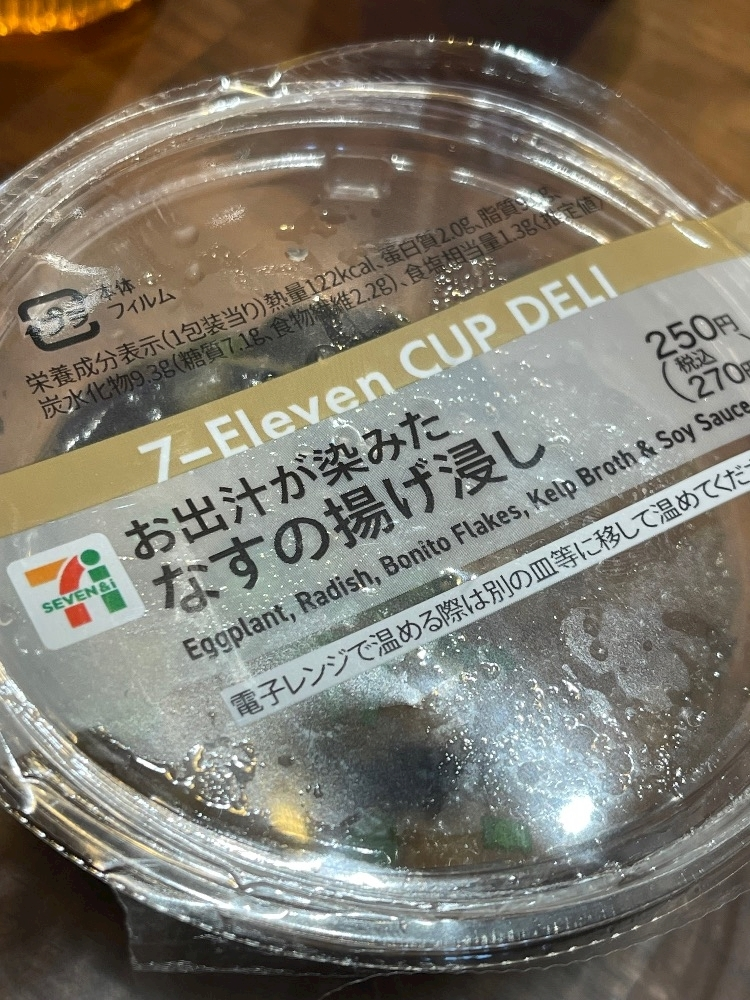 プラ
本体
フィルム
栄養成分表示(1包装当り)熱量122kcal、蛋白質2.0g、脂質
炭水化物9.3g(糖質7.1g、食物繊維2.2g)、食塩相当量1.3g(推定値)
7-Eleven CUP DELI
250円
(税込
270円
お出汁が染みた
なすの揚げ浸し
SEVEN&i
Eggplant, Radish, Bonito Flakes, Kelp Broth & Soy Sauce
電子レンジで温める際は別の皿等に移して温めてくだ